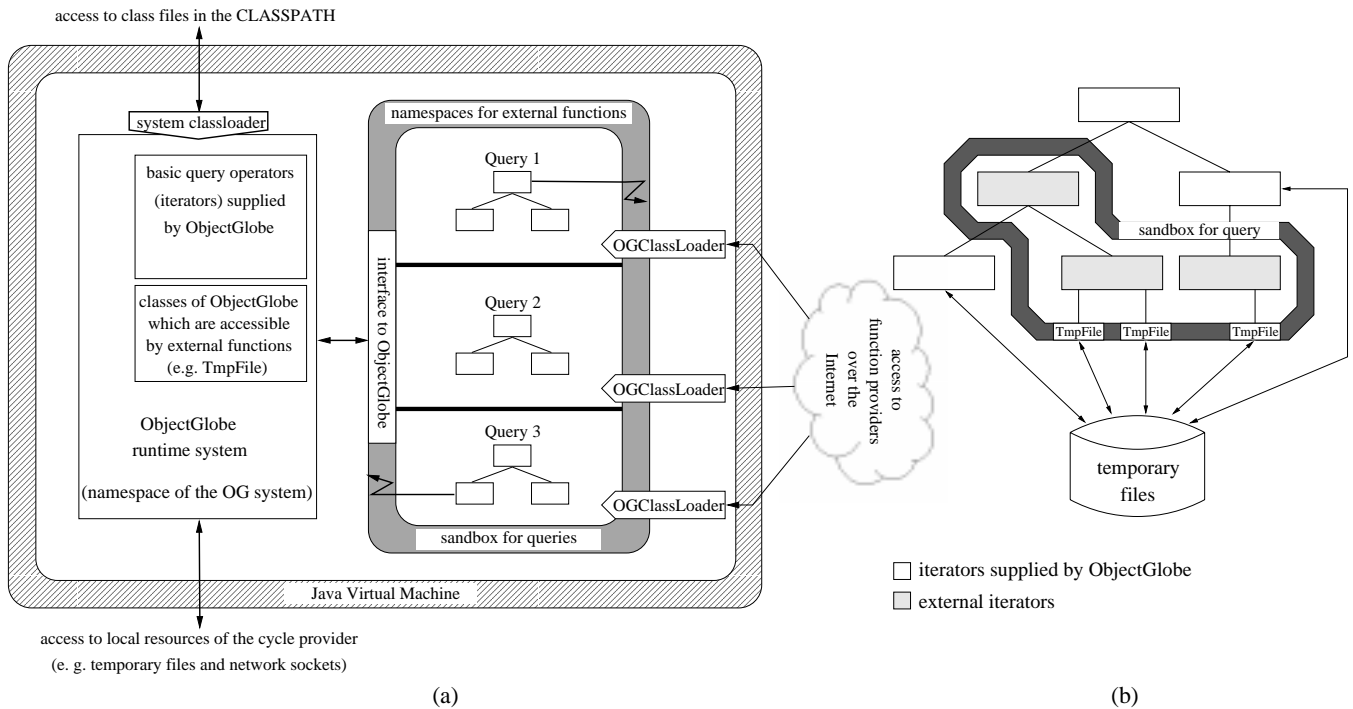 access to class files in the CLASSPATH
system classloader
basic query operators
(iterators) supplied
by ObjectGlobe
classes of ObjectGlobe
which are accessible
by external functions
(e.g. TmpFile)
ObjectGlobe
runtime system
(namespace of the OG system)
namespaces for external functions
interface to ObjectGlobe
Query 1
OGClassLoader
Query 2
OGClassLoader
Query 3
OGClassLoader
sandbox for queries
Java Virtual Machine
access to
function providers
over the
Internet
access to local resources of the cycle provider
(e. g. temporary files and network sockets)
(a)
sandbox for query
TmpFile
TmpFile
TmpFile
temporary
files
iterators supplied by ObjectGlobe
external iterators
(b)